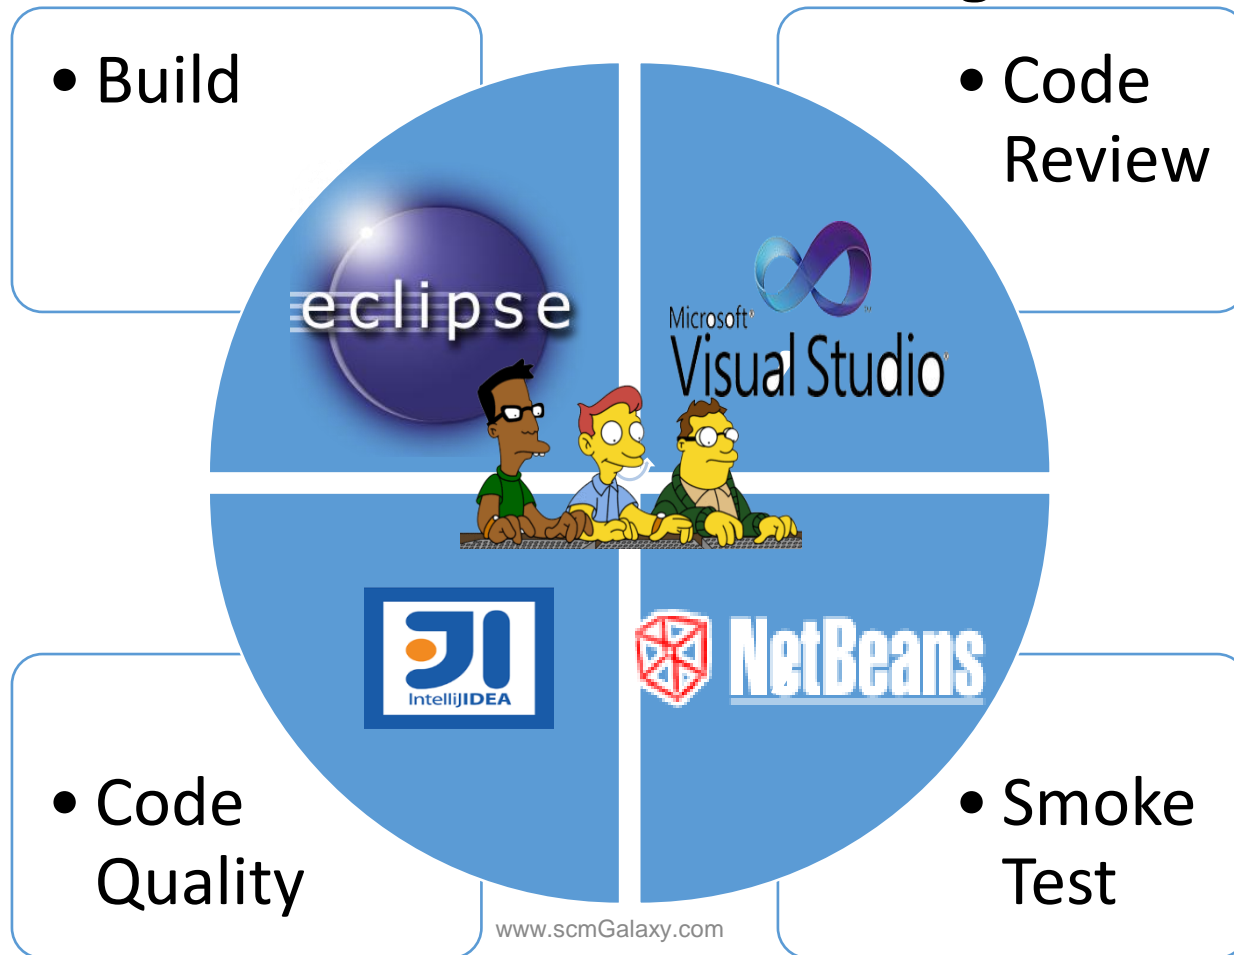 • Build
• Code
Review
eclipse
Microsoft®
Visual Studio®
IntelliJIDEA
NetBeans
• Code
Quality
• Smoke
Test
www.scmGalaxy.com